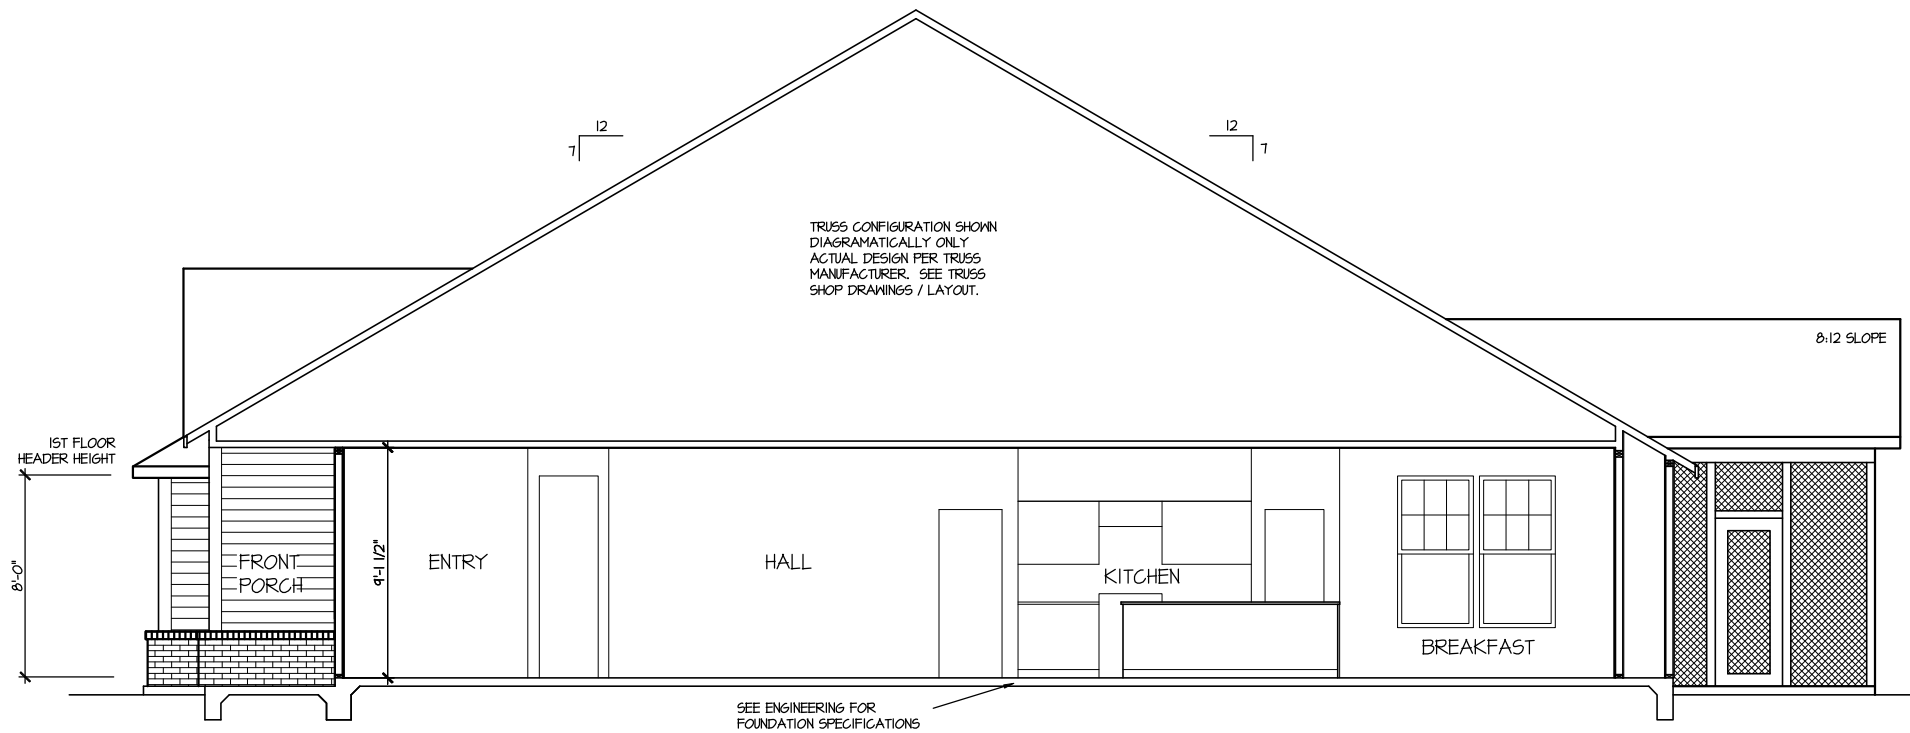 12
7
12
7
TRUSS CONFIGURATION SHOWN
DIAGRAMATICALLY ONLY
ACTUAL DESIGN PER TRUSS
MANUFACTURER. SEE TRUSS
SHOP DRAWINGS / LAYOUT.
8:12 SLOPE
1ST FLOOR
HEADER HEIGHT
8'-0"
FRONT
PORCH
9'-1 1/2"
ENTRY
HALL
KITCHEN
BREAKFAST
SEE ENGINEERING FOR
FOUNDATION SPECIFICATIONS